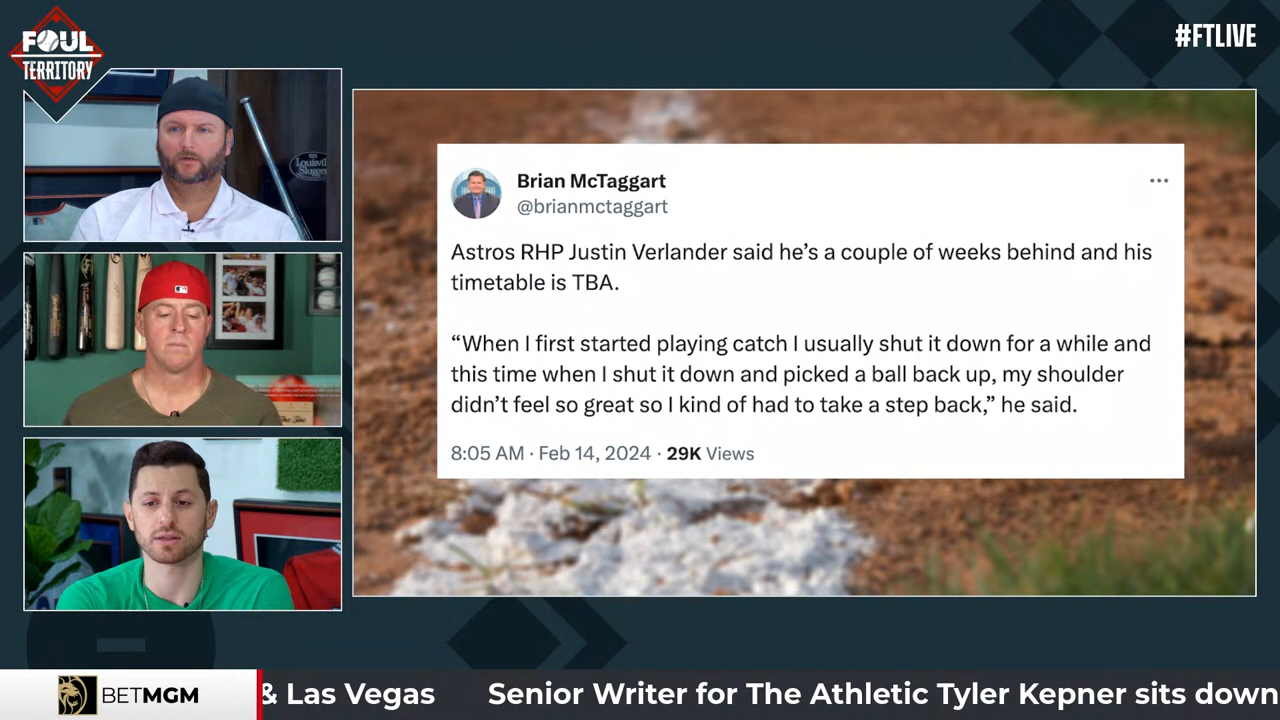 FOUL
TERRITORY
#FTLIVE
Louisville
Slugger
Brian McTaggart
@brianmctaggart
Astros RHP Justin Verlander said he’s a couple of weeks behind and his
timetable is TBA.
“When I first started playing catch I usually shut it down for a while and
this time when I shut it down and picked a ball back up, my shoulder
didn’t feel so great so I kind of had to take a step back,” he said.
8:05 AM · Feb 14, 2024 · 29K Views
BETMGM
& Las Vegas
Senior Writer for The Athletic Tyler Kepner sits down